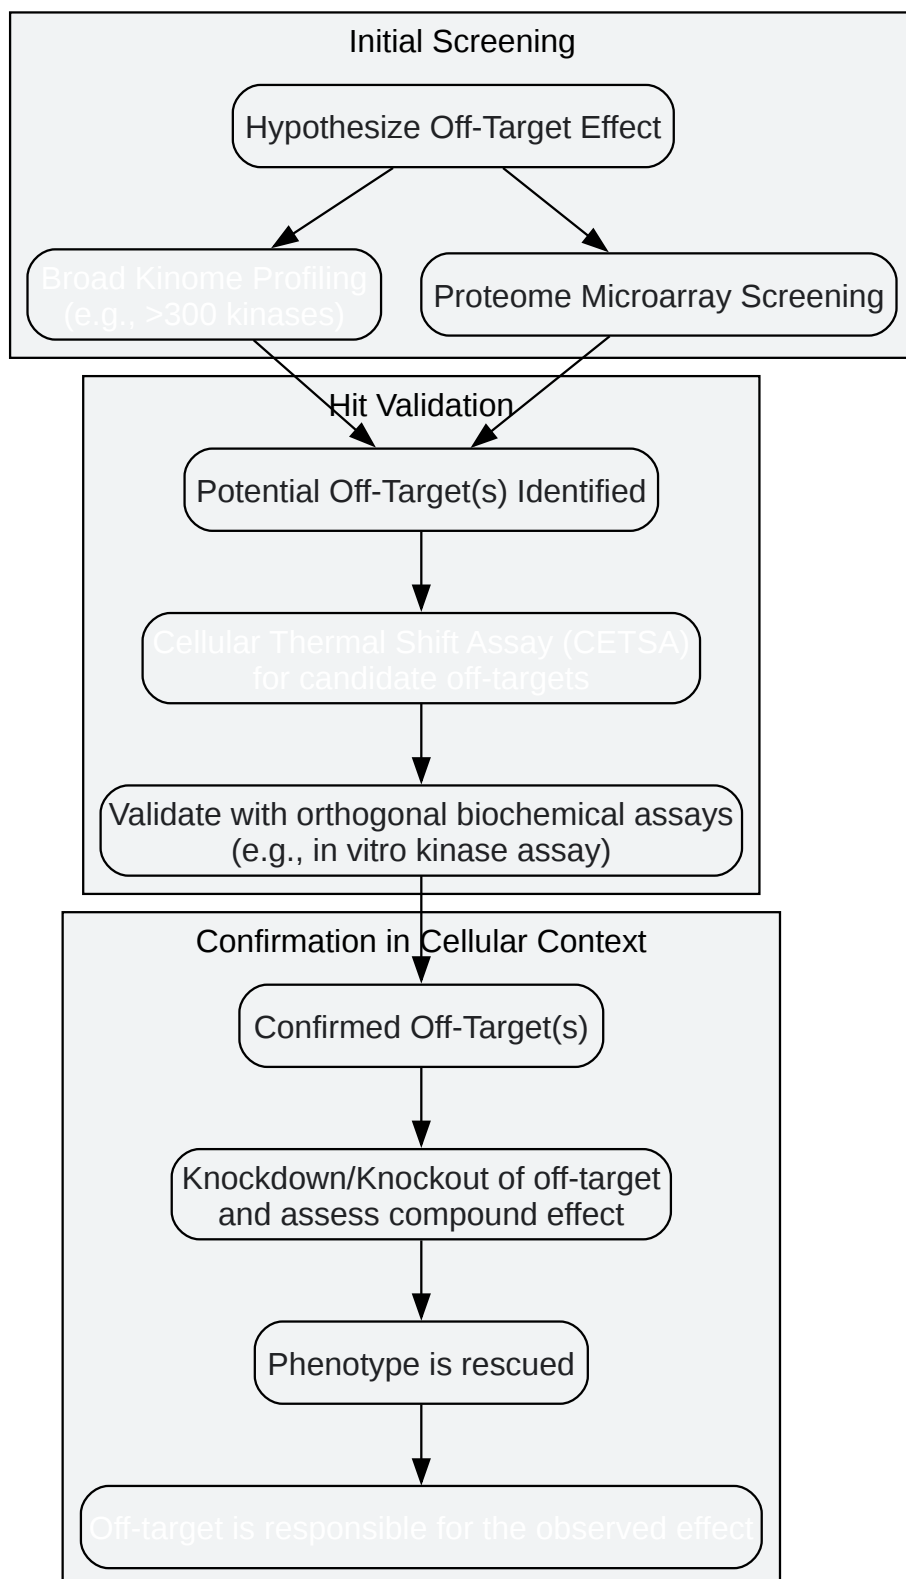 Initial Screening
Hypothesize Off-Target Effect
Broad Kinome Profiling
(e.g., >300 kinases)
Proteome Microarray Screening
Hit Validation
Potential Off-Target(s) Identified
Cellular Thermal Shift Assay (CETSA)
for candidate off-targets
Validate with orthogonal biochemical assays
(e.g., in vitro kinase assay)
Confirmation in Cellular Context
Confirmed Off-Target(s)
Knockdown/Knockout of off-target
and assess compound effect
Phenotype is rescued
Off-target is responsible for the observed effect